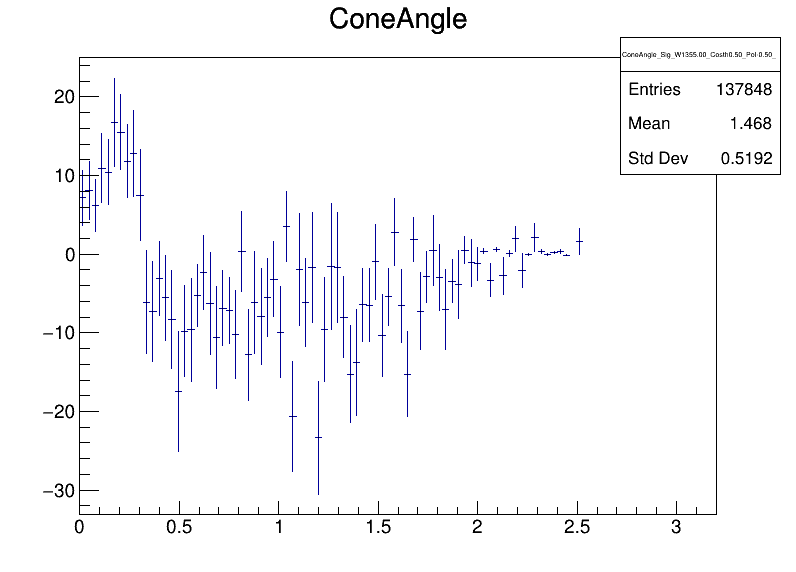 ConeAngle
ConeAngle_Sig_W1355.00_Costh0.50_Pol-0.50_
Entries 137848
Mean 1.468
Std Dev 0.5192
20
10
0
−10
−20
−30
0 0.5 1 1.5 2 2.5 3